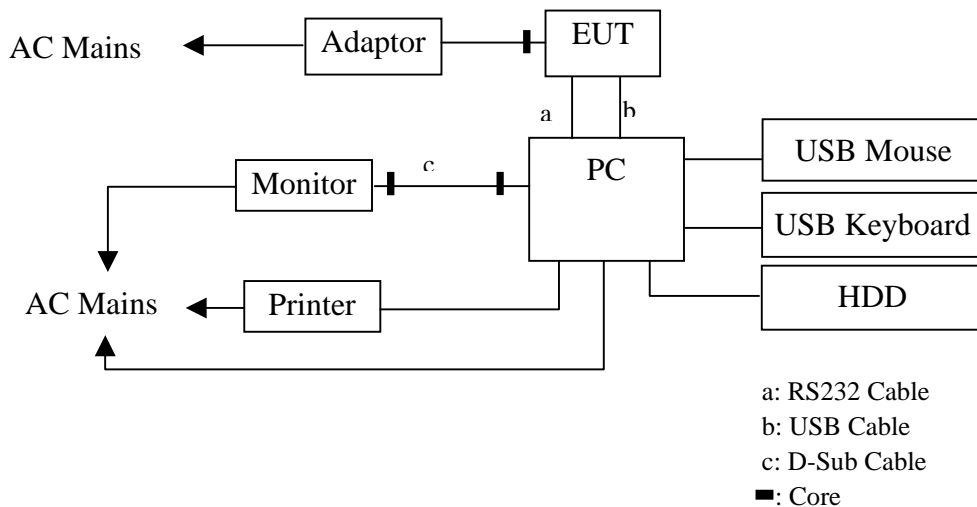 AC Mains
Adaptor
EUT
a
b
PC
USB Mouse
Monitor
c
USB Keyboard
AC Mains
Printer
HDD
a: RS232 Cable
b: USB Cable
c: D-Sub Cable
: Core